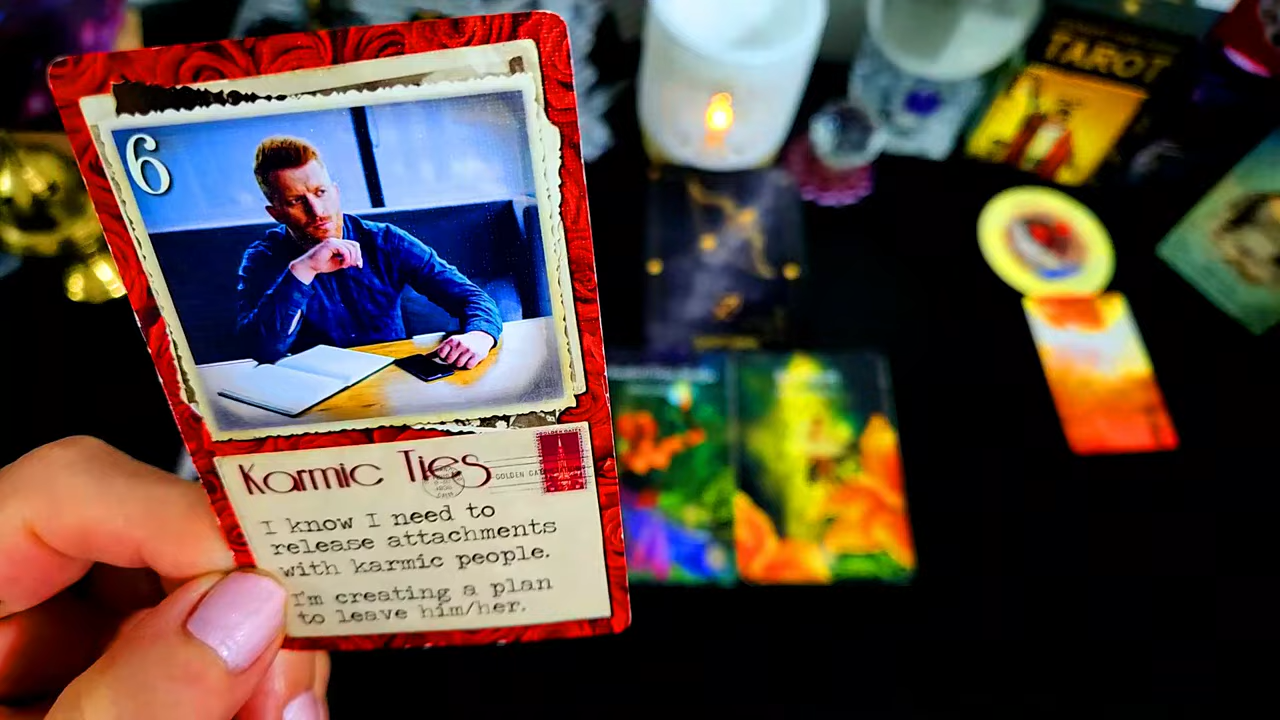 6
TAROT
Karmic Ties
GOLDEN GATE
I know I need to
release attachments
with karmic people.
I'm creating a plan
to leave him/her.